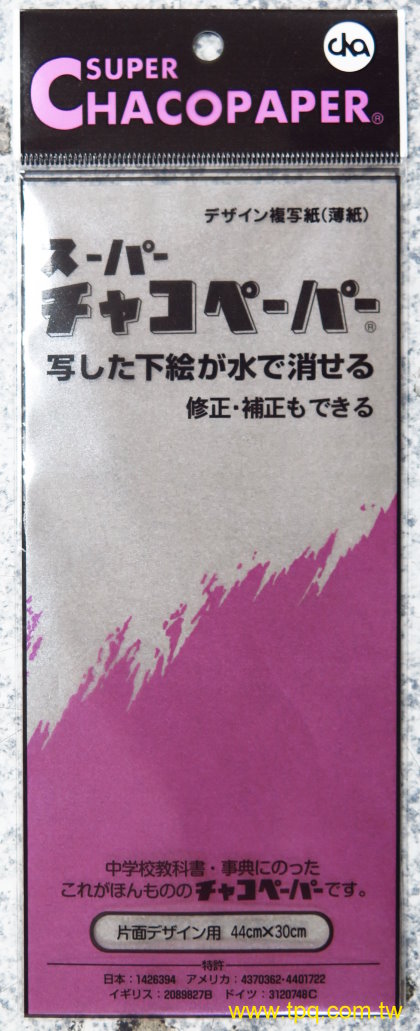 cka
SUPER
CHACOPAPER®
デザイン複写紙(薄紙)
スーパー
チャコペーパー®
写した下絵が水で消せる
修正・補正もできる
中学校教科書・事典にのった
これがほんもののチャコペーパーです。
片面デザイン用 44cm×30cm
特許
日本：1426394 アメリカ：4370362・4401722
イギリス：2089827B ドイツ：3120748C
www.tpq.com.tw